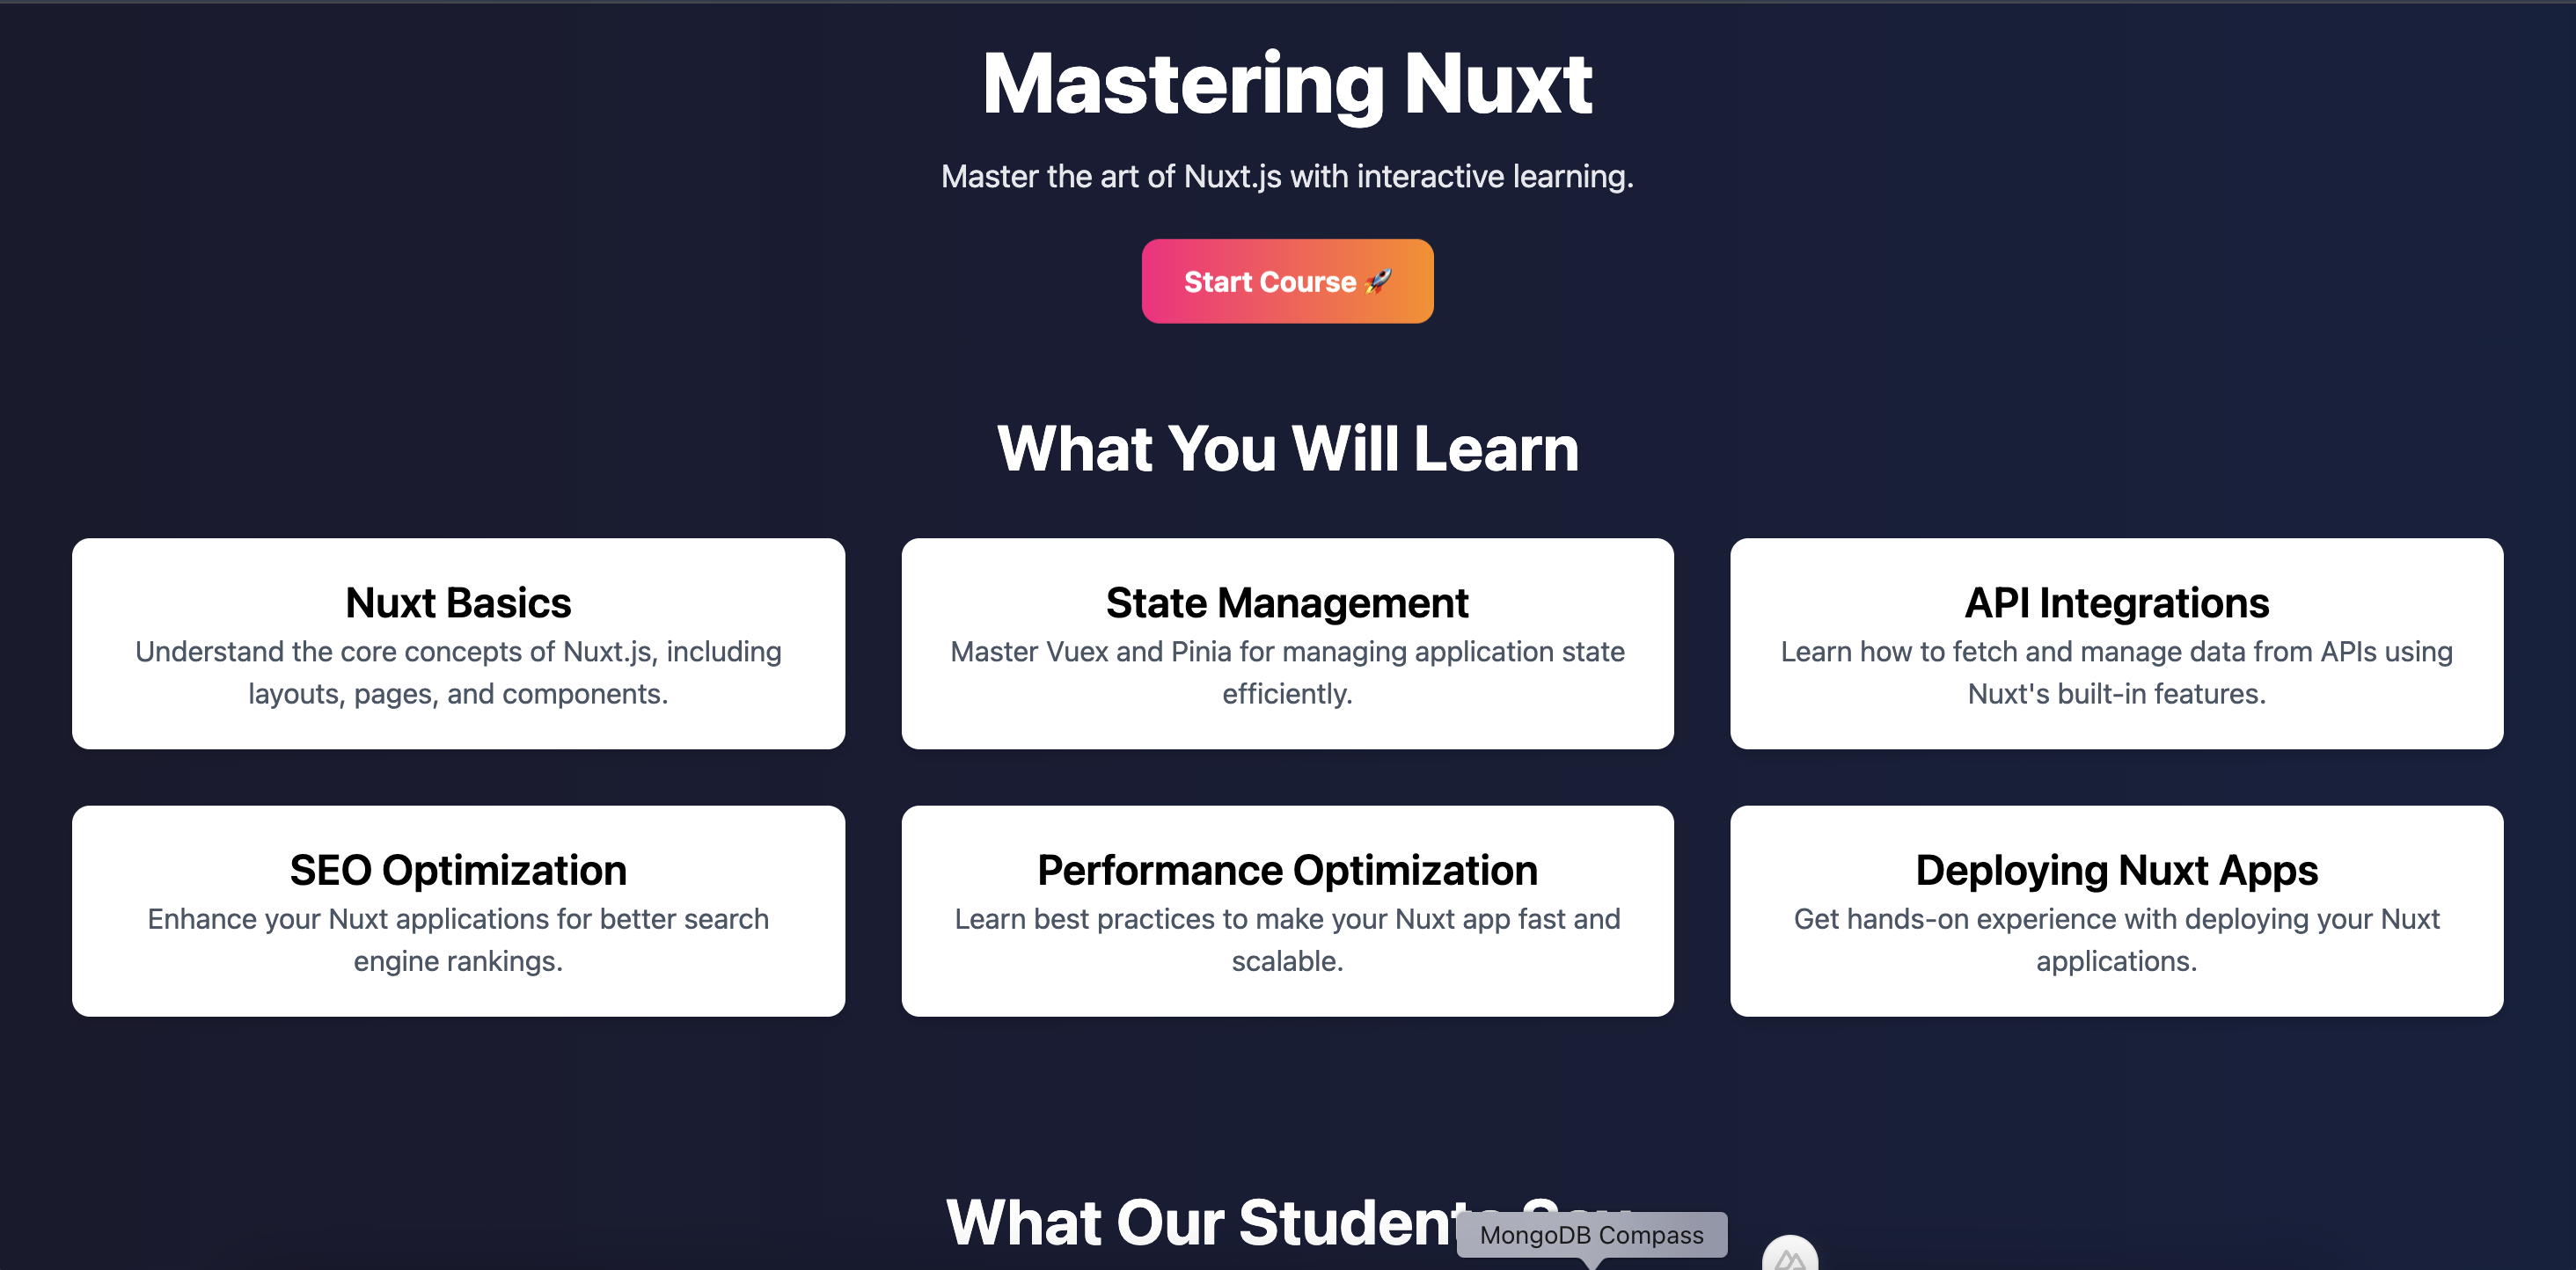 Mastering Nuxt
Master the art of Nuxt.js with interactive learning.
Start Course 🚀
What You Will Learn
Nuxt Basics
Understand the core concepts of Nuxt.js, including
layouts, pages, and components.
State Management
Master Vuex and Pinia for managing application state
efficiently.
API Integrations
Learn how to fetch and manage data from APIs using
Nuxt's built-in features.
SEO Optimization
Enhance your Nuxt applications for better search
engine rankings.
Performance Optimization
Learn best practices to make your Nuxt app fast and
scalable.
Deploying Nuxt Apps
Get hands-on experience with deploying your Nuxt
applications.
What Our Students Say
MongoDB Compass